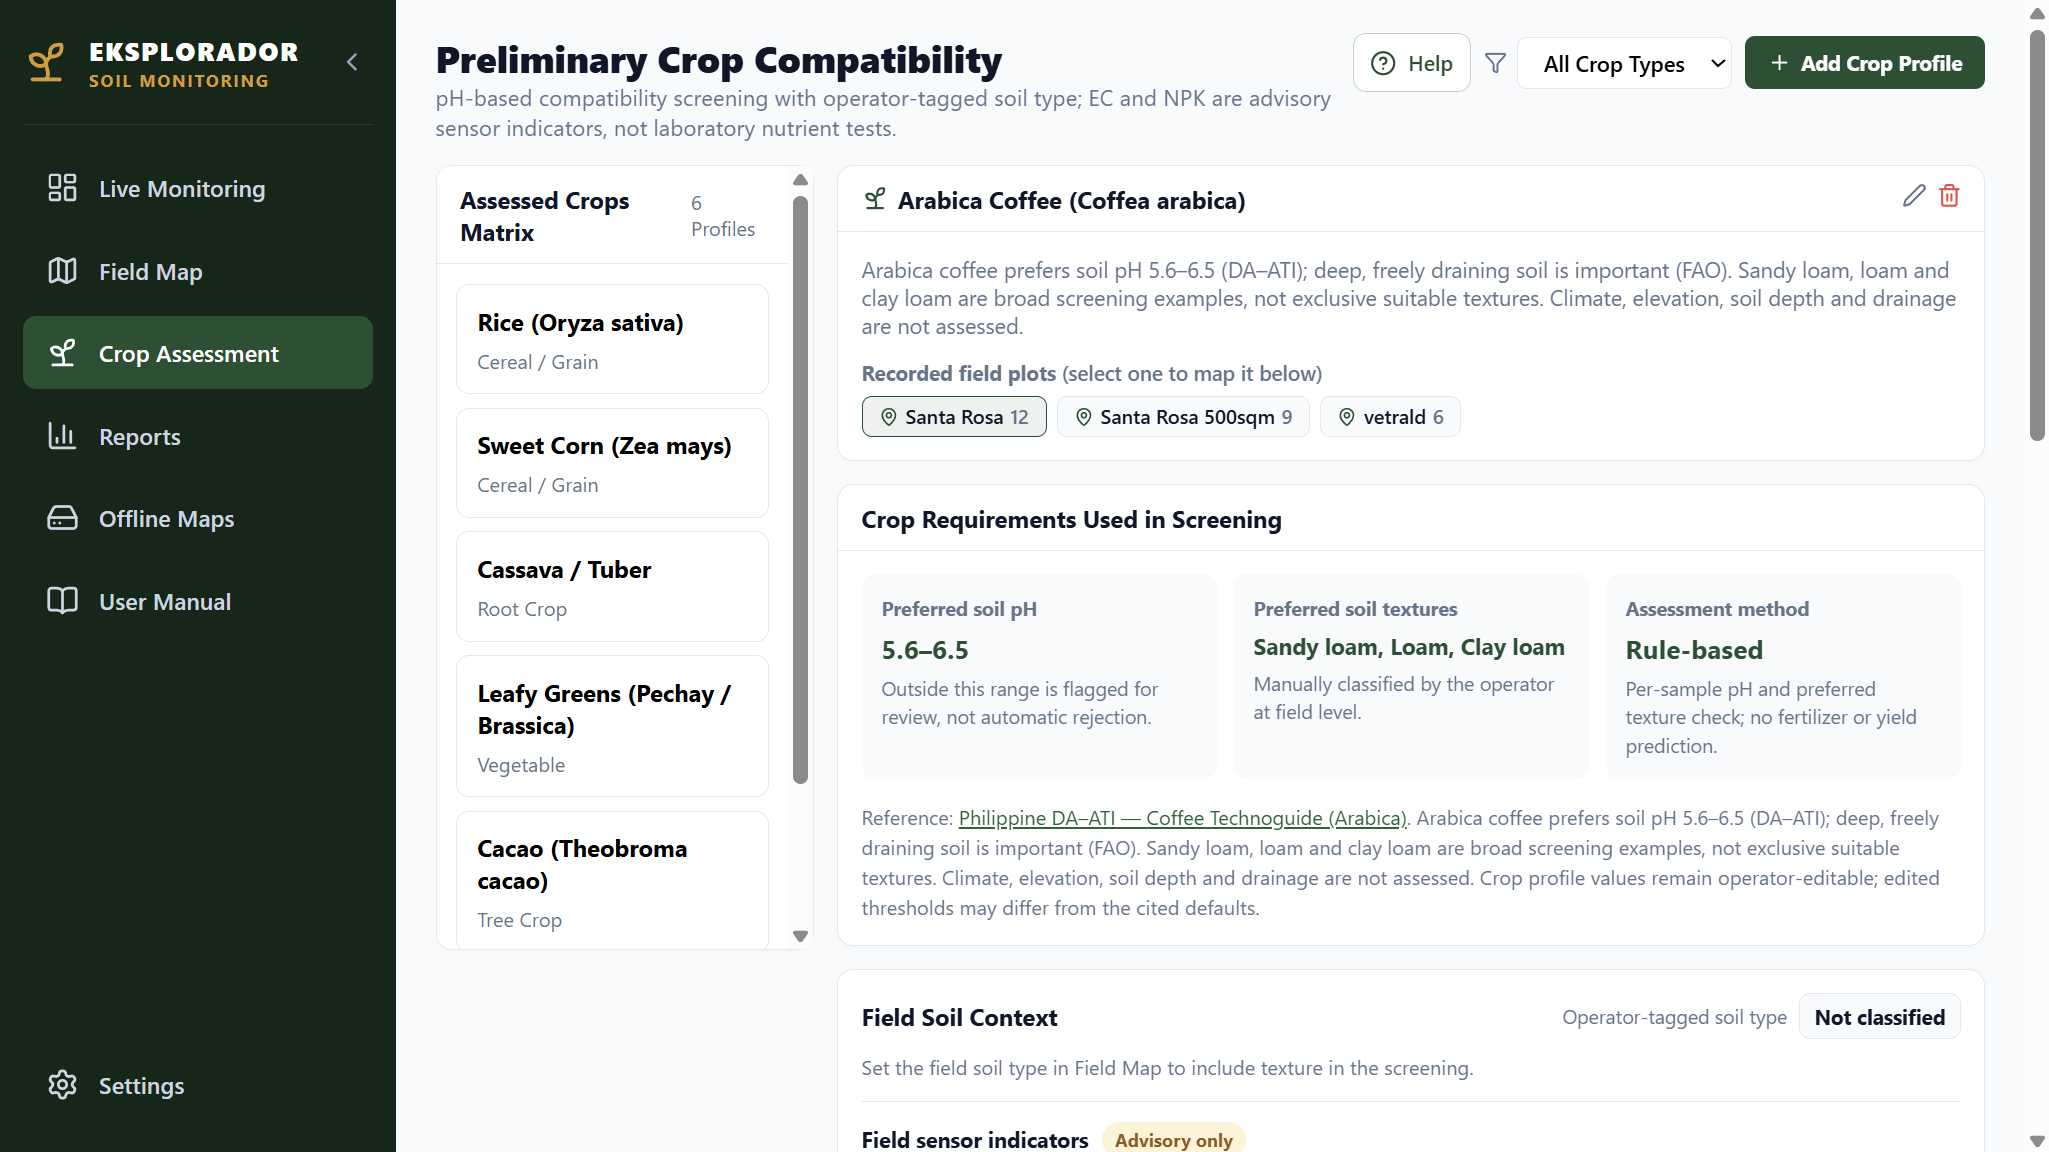 EKSPLORADOR
SOIL MONITORING
Live Monitoring
Field Map
Crop Assessment
Reports
Offline Maps
User Manual
Settings
Preliminary Crop Compatibility
pH-based compatibility screening with operator-tagged soil type; EC and NPK are advisory
sensor indicators, not laboratory nutrient tests.
Help
All Crop Types
Add Crop Profile
Assessed Crops
Matrix
6
Profiles
Rice (Oryza sativa)
Cereal / Grain
Sweet Corn (Zea mays)
Cereal / Grain
Cassava / Tuber
Root Crop
Leafy Greens (Pechay /
Brassica)
Vegetable
Cacao (Theobroma
cacao)
Tree Crop
Arabica Coffee (Coffea arabica)
Arabica coffee prefers soil pH 5.6–6.5 (DA–ATI); deep, freely draining soil is important (FAO). Sandy loam, loam and
clay loam are broad screening examples, not exclusive suitable textures. Climate, elevation, soil depth and drainage
are not assessed.
Recorded field plots (select one to map it below)
Santa Rosa 12
Santa Rosa 500sqm 9
vetrald 6
Crop Requirements Used in Screening
Preferred soil pH
5.6–6.5
Outside this range is flagged for
review, not automatic rejection.
Preferred soil textures
Sandy loam, Loam, Clay loam
Manually classified by the operator
at field level.
Assessment method
Rule-based
Per-sample pH and preferred
texture check; no fertilizer or yield
prediction.
Reference: Philippine DA–ATI — Coffee Technoguide (Arabica). Arabica coffee prefers soil pH 5.6–6.5 (DA–ATI); deep, freely
draining soil is important (FAO). Sandy loam, loam and clay loam are broad screening examples, not exclusive suitable
textures. Climate, elevation, soil depth and drainage are not assessed. Crop profile values remain operator-editable; edited
thresholds may differ from the cited defaults.
Field Soil Context
Operator-tagged soil type
Not classified
Set the field soil type in Field Map to include texture in the screening.
Field sensor indicators
Advisory only